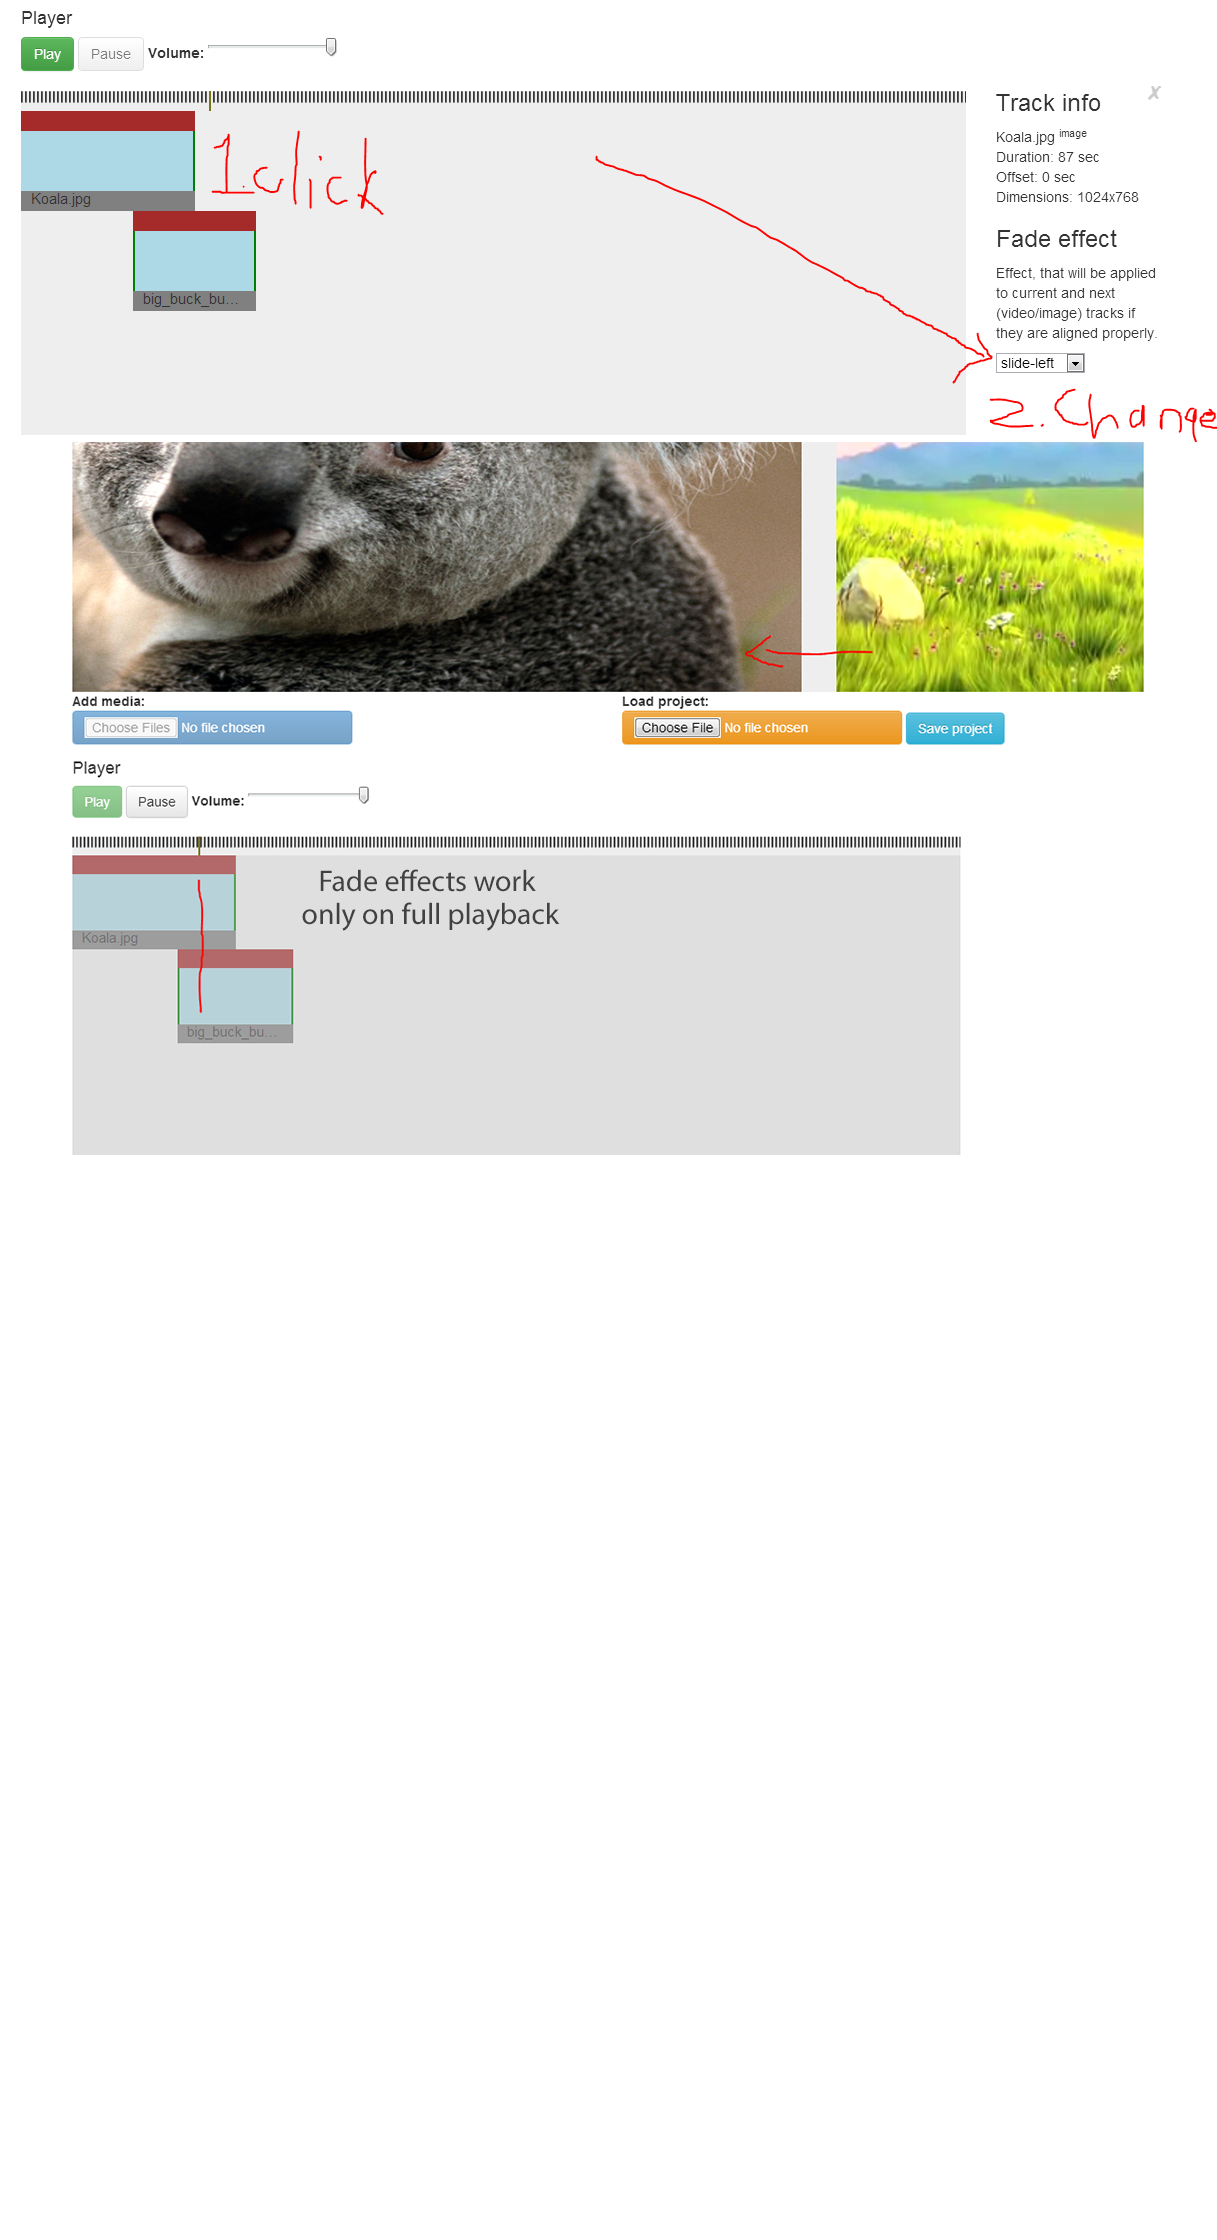 Player
Play Pause Volume:
Track info ✗
Koala.jpg image
Duration: 87 sec
Offset: 0 sec
Dimensions: 1024x768
Koala.jpg
1.click
big_buck_bu...
Fade effect
Effect, that will be applied
to current and next
(video/image) tracks if
they are aligned properly.
slide-left
2. Change
Add media: Load project:
Choose Files No file chosen Choose File No file chosen Save project
Player
Play Pause Volume:
Fade effects work
only on full playback
Koala.jpg
big_buck_bu...